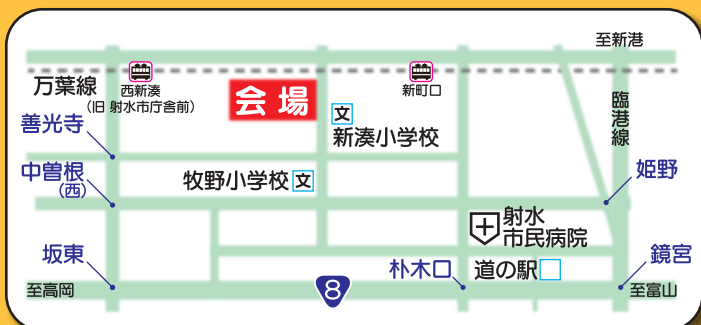 至新港
万葉線
西新湊
(旧 射水市庁舎前)
会場
新町口
文
新湊小学校
臨港線
善光寺
中曽根
(西)
牧野小学校 文
姫野
射水
市民病院
坂東
朴木口
道の駅
鏡宮
至高岡
8
至富山